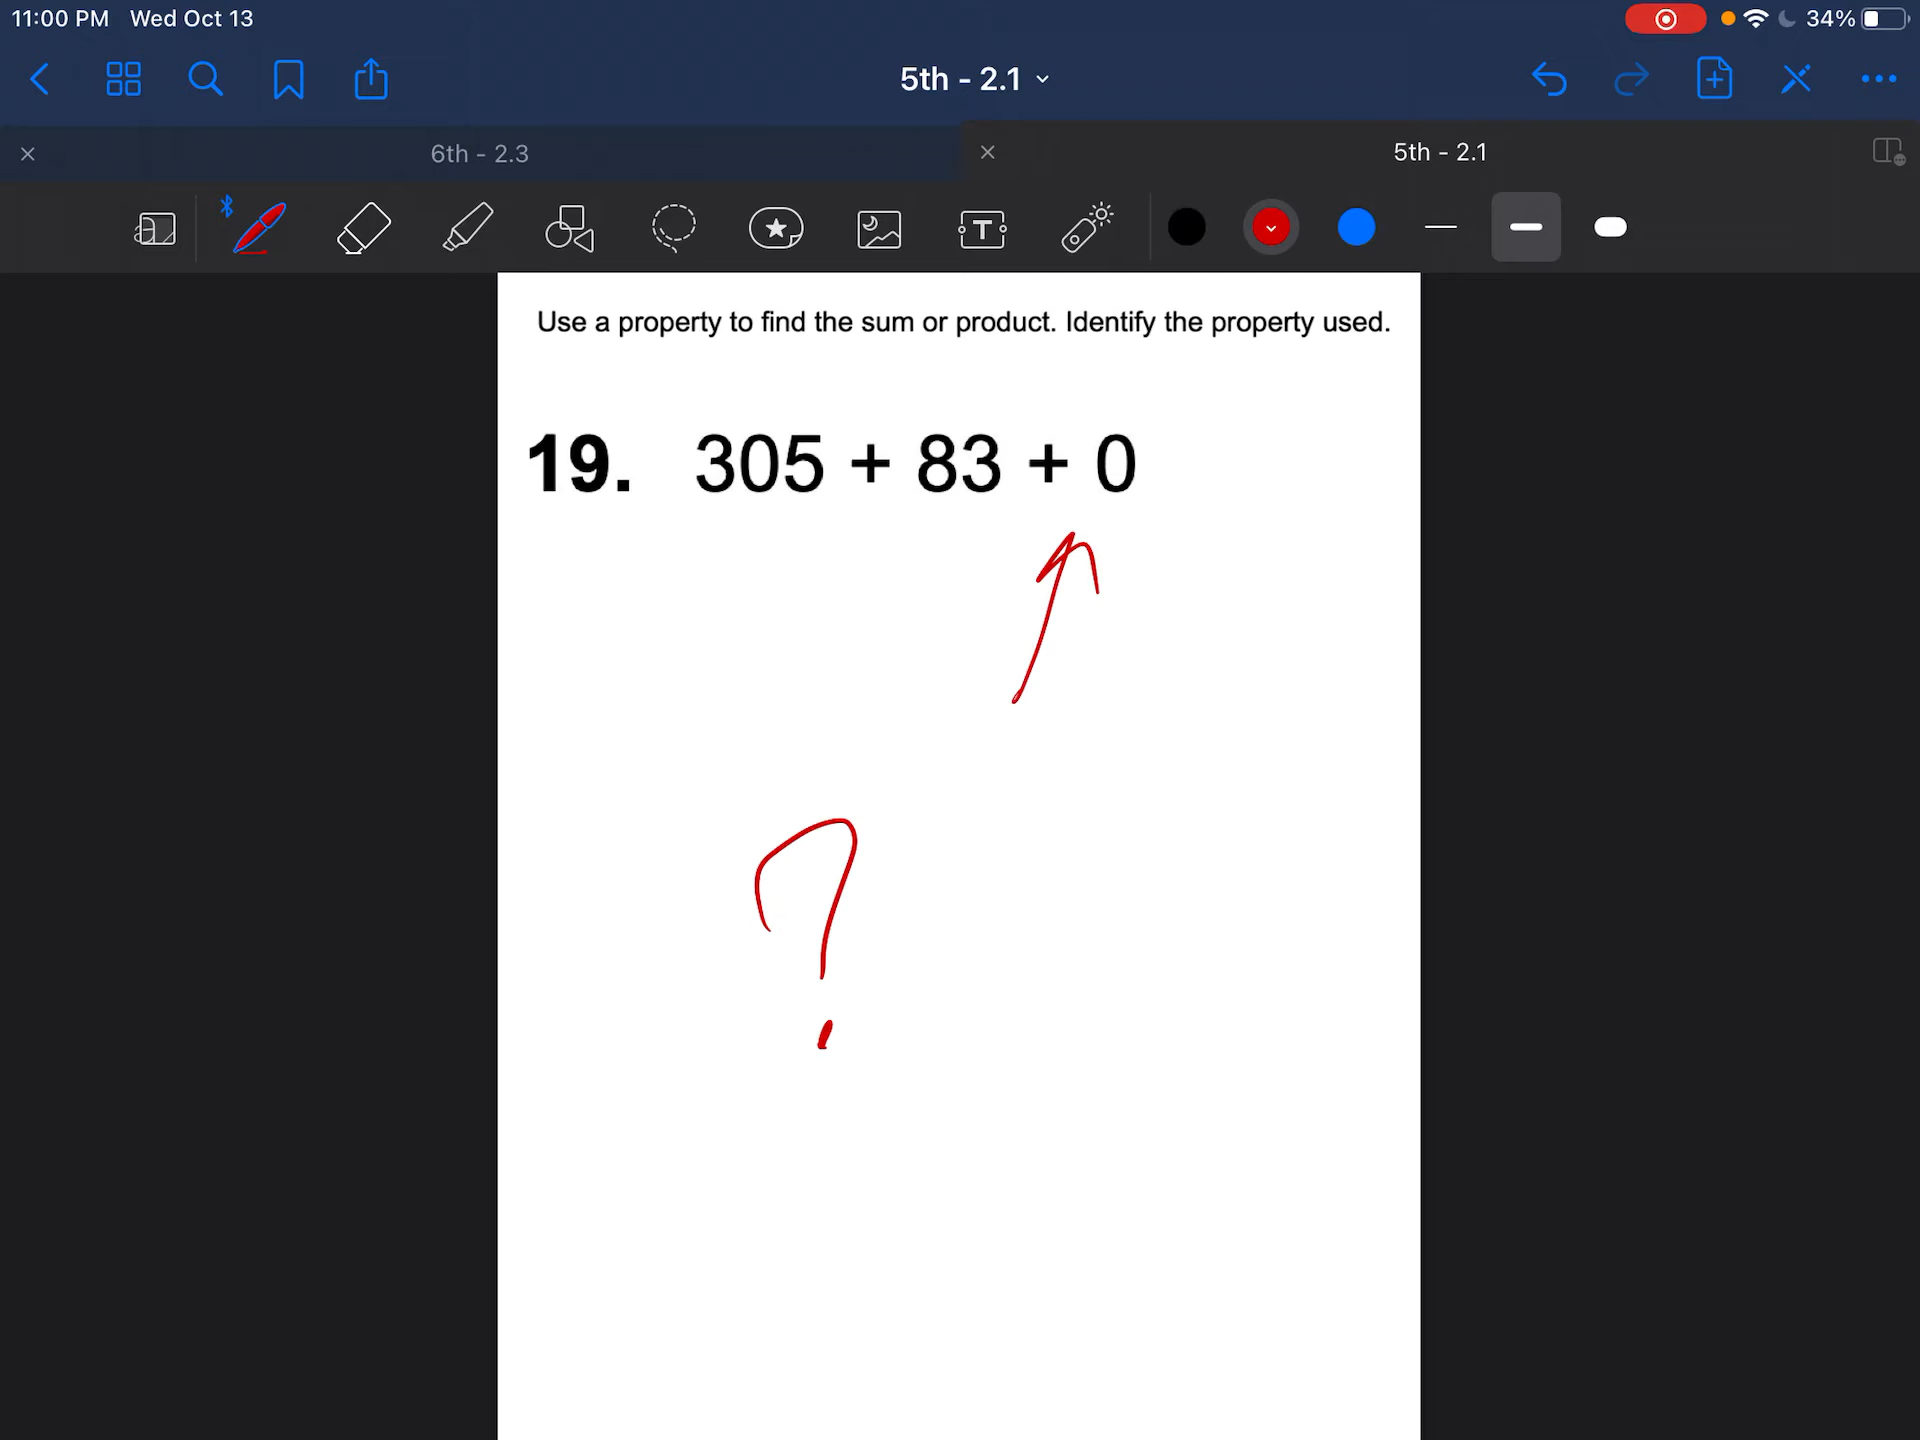 11:00 PM Wed Oct 13 34%
5th - 2.1
6th - 2.3 5th - 2.1
Use a property to find the sum or product. Identify the property used.
19. 305 + 83 + 0
?